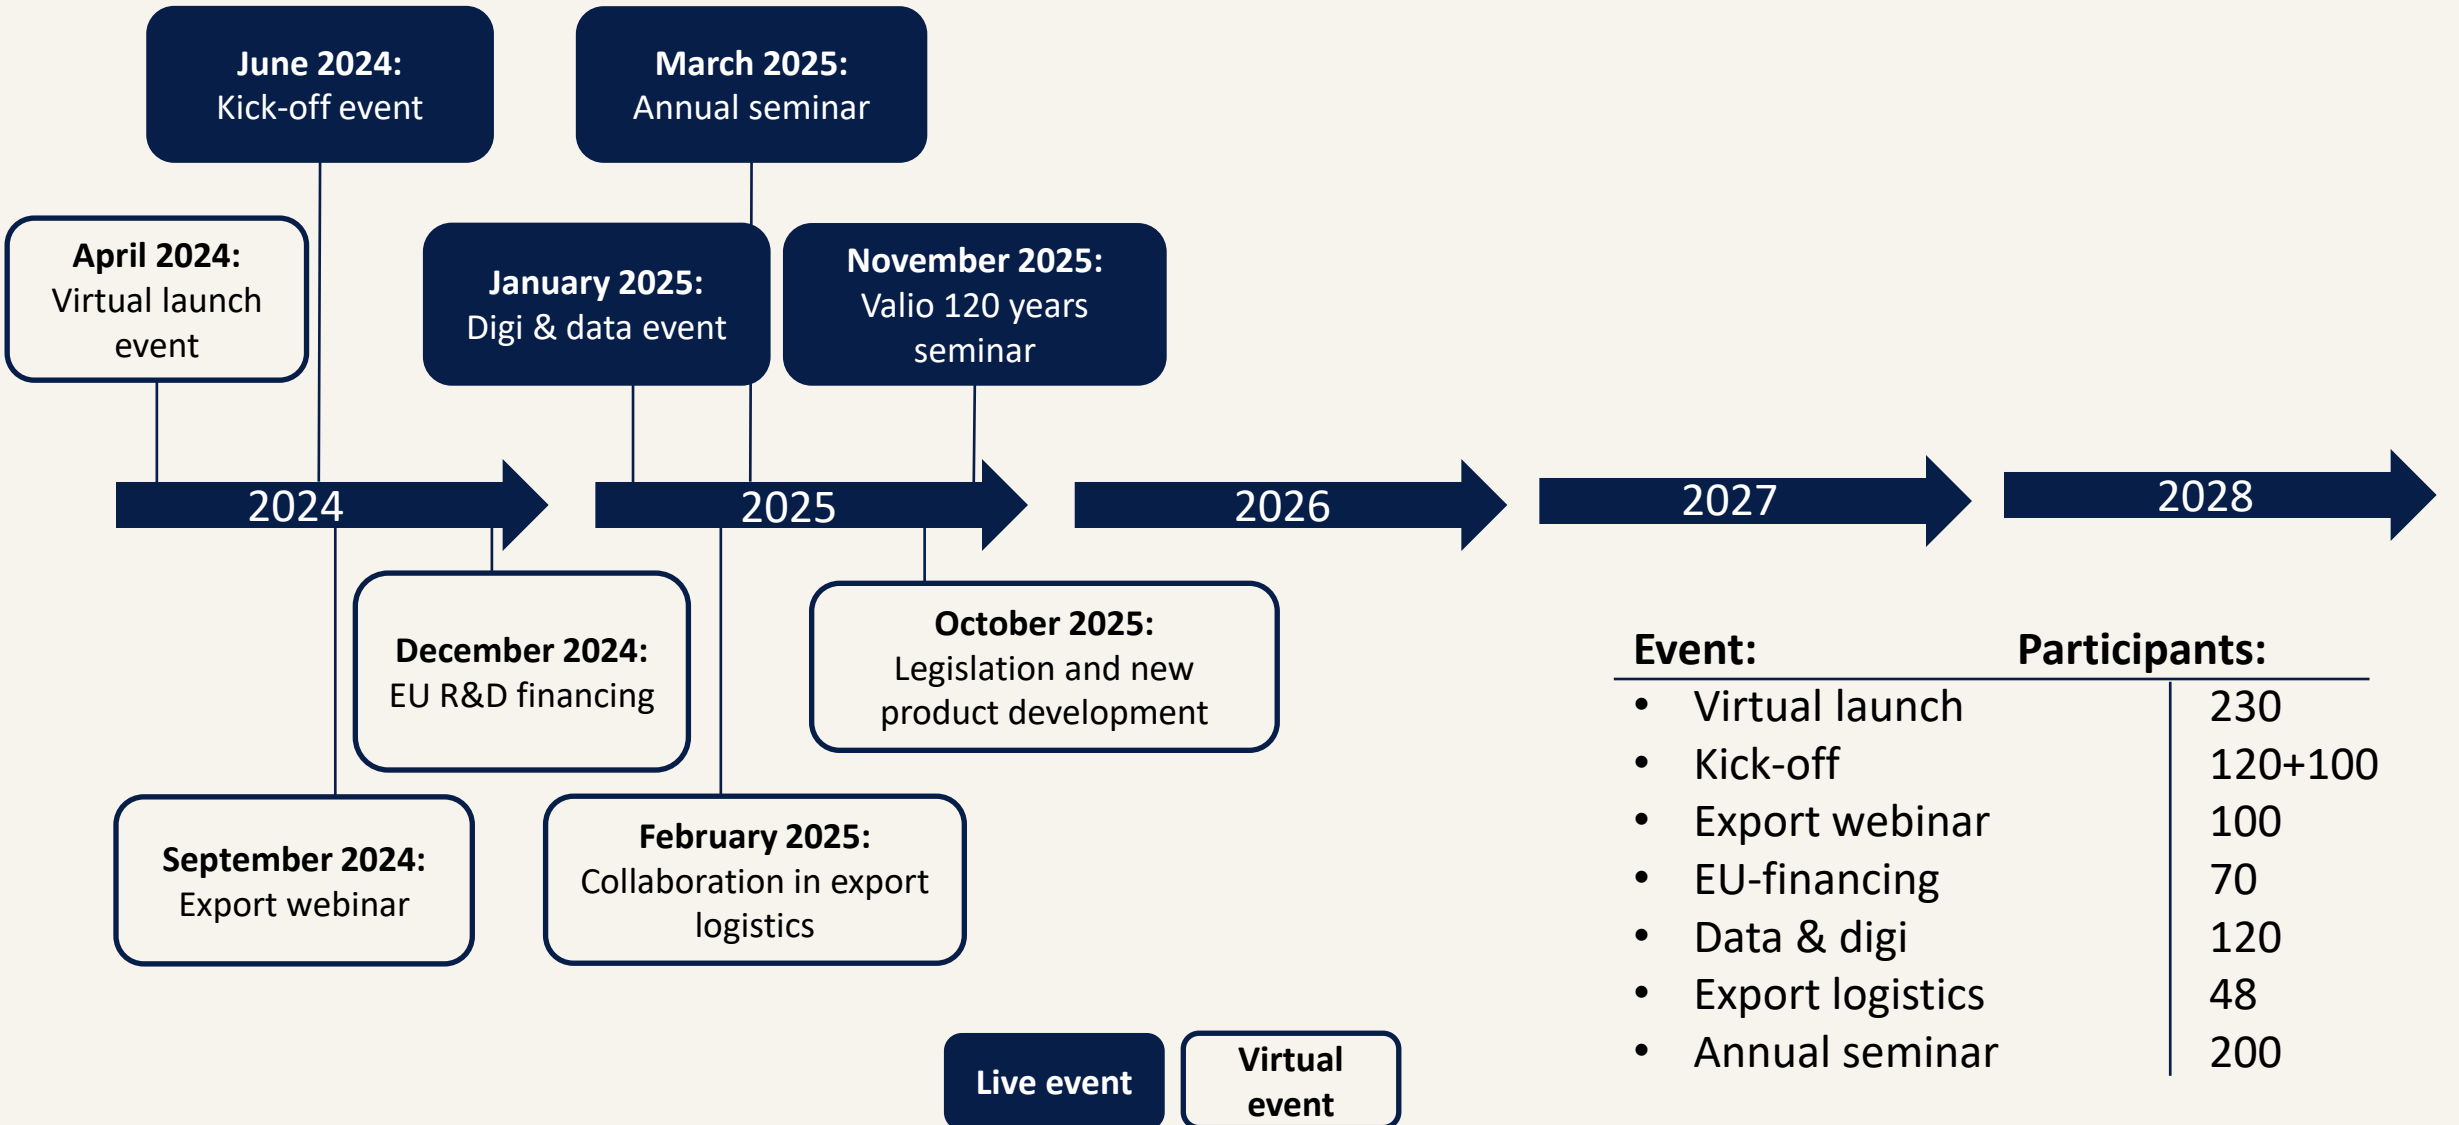 June 2024:
Kick-off event
March 2025:
Annual seminar
April 2024:
Virtual launch
event
January 2025:
Digi & data event
November 2025:
Valio 120 years
seminar
2024
2025
2026
2027
2028
December 2024:
EU R&D financing
October 2025:
Legislation and new
product development
September 2024:
Export webinar
February 2025:
Collaboration in export
logistics
Event: Participants:
• Virtual launch 230
• Kick-off 120+100
• Export webinar 100
• EU-financing 70
• Data & digi 120
• Export logistics 48
• Annual seminar 200
Live event
Virtual
event